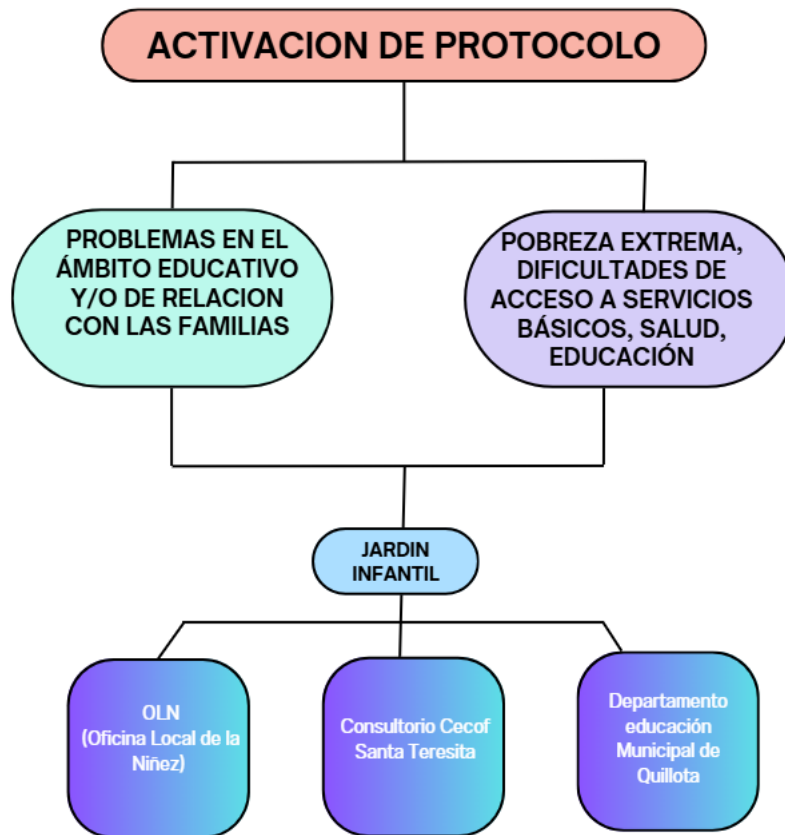 ACTIVACION DE PROTOCOLO
PROBLEMAS EN EL
ÁMBITO EDUCATIVO
Y/O DE RELACION
CON LAS FAMILIAS
POBREZA EXTREMA,
DIFICULTADES DE
ACCESO A SERVICIOS
BÁSICOS, SALUD,
EDUCACIÓN
JARDIN
INFANTIL
OLN
(Oficina Local de la
Niñez)
Consultorio Cecof
Santa Teresita
Departamento
educación
Municipal de
Quillota